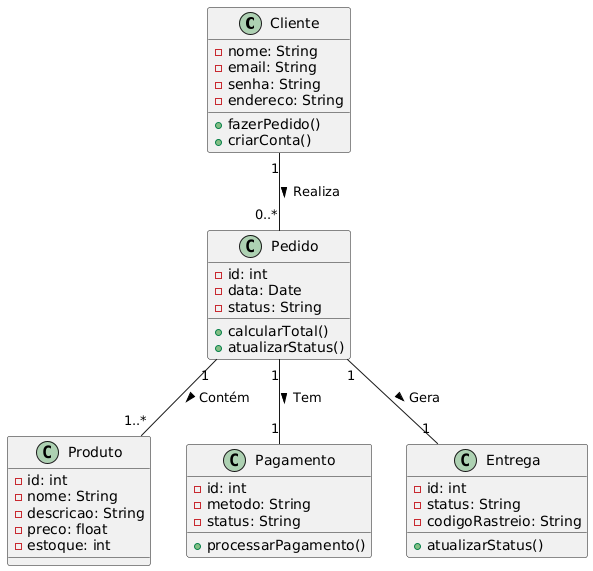 C Cliente
nome: String
email: String
senha: String
endereco: String
fazerPedido()
criarConta()
1
Realiza
0..*
C Pedido
id: int
data: Date
status: String
calcularTotal()
atualizarStatus()
1 1 1
Contém Tem Gera
1..* 1 1
C Produto
id: int
nome: String
descricao: String
preco: float
estoque: int
C Pagamento
id: int
metodo: String
status: String
processarPagamento()
C Entrega
id: int
status: String
codigoRastreio: String
atualizarStatus()